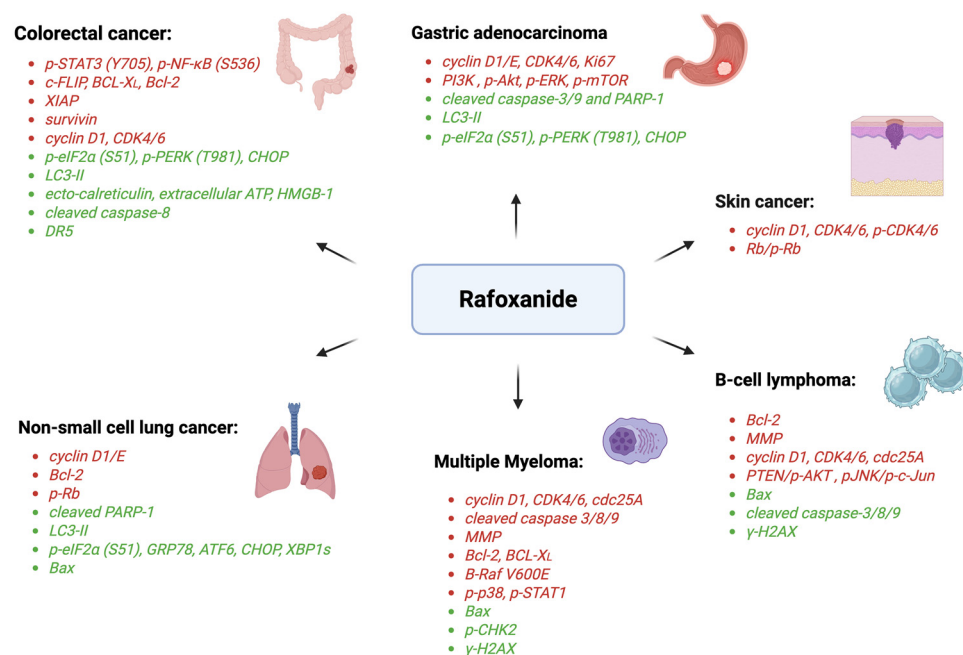 Colorectal cancer:
p-STAT3 (Y705), p-NF-κB (S536)
c-FLIP, BCL-XL, Bcl-2
XIAP
survivin
cyclin D1, CDK4/6
p-eIF2α (S51), p-PERK (T981), CHOP
LC3-II
ecto-calreticulin, extracellular ATP, HMGB-1
cleaved caspase-8
DR5
Gastric adenocarcinoma
cyclin D1/E, CDK4/6, Ki67
PI3K , p-Akt, p-ERK, p-mTOR
cleaved caspase-3/9 and PARP-1
LC3-II
p-eIF2α (S51), p-PERK (T981), CHOP
Skin cancer:
cyclin D1, CDK4/6, p-CDK4/6
Rb/p-Rb
Rafoxanide
Non-small cell lung cancer:
cyclin D1/E
Bcl-2
p-Rb
cleaved PARP-1
LC3-II
p-eIF2α (S51), GRP78, ATF6, CHOP, XBP1s
Bax
Multiple Myeloma:
cyclin D1, CDK4/6, cdc25A
cleaved caspase 3/8/9
MMP
Bcl-2, BCL-XL
B-Raf V600E
p-p38, p-STAT1
Bax
p-CHK2
γ-H2AX
B-cell lymphoma:
Bcl-2
MMP
cyclin D1, CDK4/6, cdc25A
PTEN/p-AKT , pJNK/p-c-Jun
Bax
cleaved caspase-3/8/9
γ-H2AX